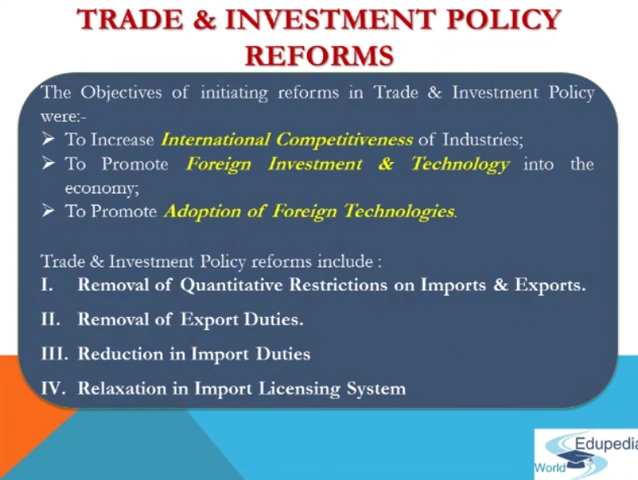 TRADE & INVESTMENT POLICY
REFORMS
The Objectives of initiating reforms in Trade & Investment Policy
were:-
➢ To Increase International Competitiveness of Industries;
➢ To Promote Foreign Investment & Technology into the
economy;
➢ To Promote Adoption of Foreign Technologies.
Trade & Investment Policy reforms include :
I. Removal of Quantitative Restrictions on Imports & Exports.
II. Removal of Export Duties.
III. Reduction in Import Duties
IV. Relaxation in Import Licensing System
Edupedia
World